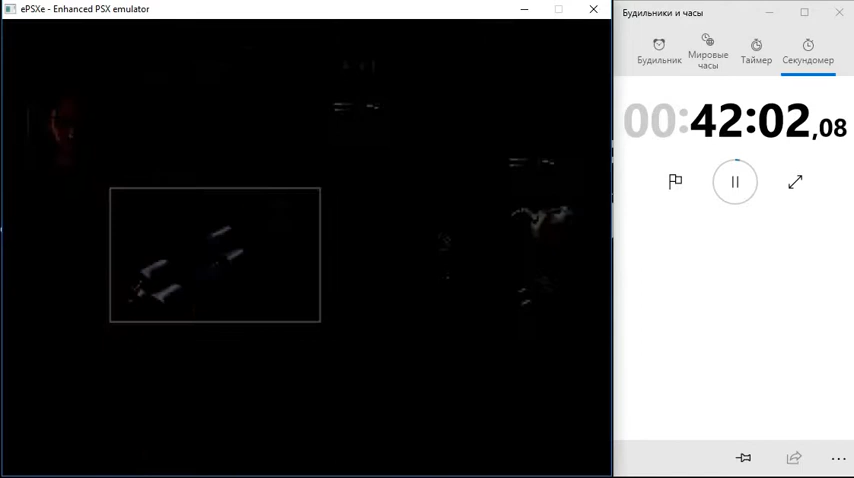 ePSXe - Enhanced PSX emulator
Будильники и часы
Будильник
Мировые часы
Таймер
Секундомер
00:42:02,08